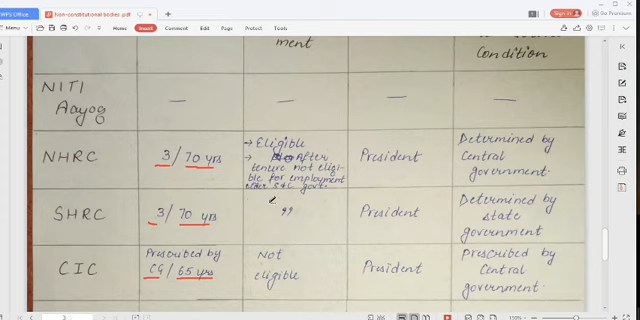 WPS Office
Non-constitutional bodies .pdf
Sign in
Go Premium
Menu
Home
Insert
Comment
Edit
Page
Protect
Tools
ment
Condition
NITI
Aayog
—
—
—
—
NHRC
3/70 yrs
→ Eligible
→ After
tenure not eligi-
ble for employment
under S&C govt.
President
Determined by
Central
government.
SHRC
3/70 yrs
"
President
Determined by
state
government
CIC
Prescribed by
CG/65 yrs
Not
eligible
President
Prescribed by
Central
government.